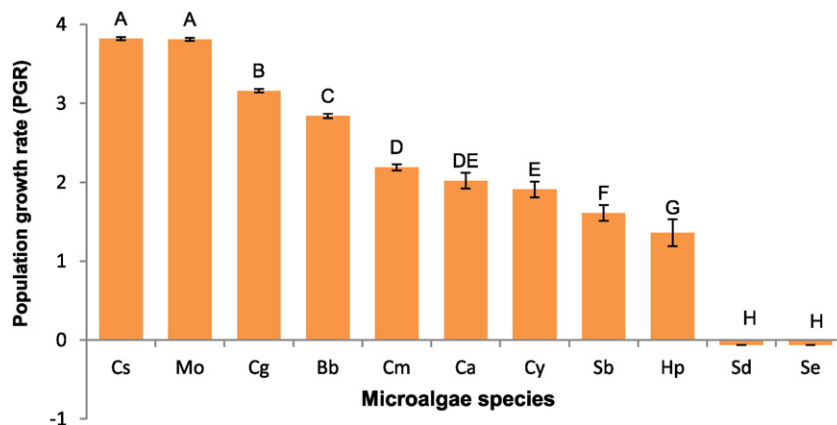 Population growth rate (PGR)
4
3
2
1
0
-1
A A B C D DE E F G H H
Cs Mo Cg Bb Cm Ca Cy Sb Hp Sd Se
Microalgae species